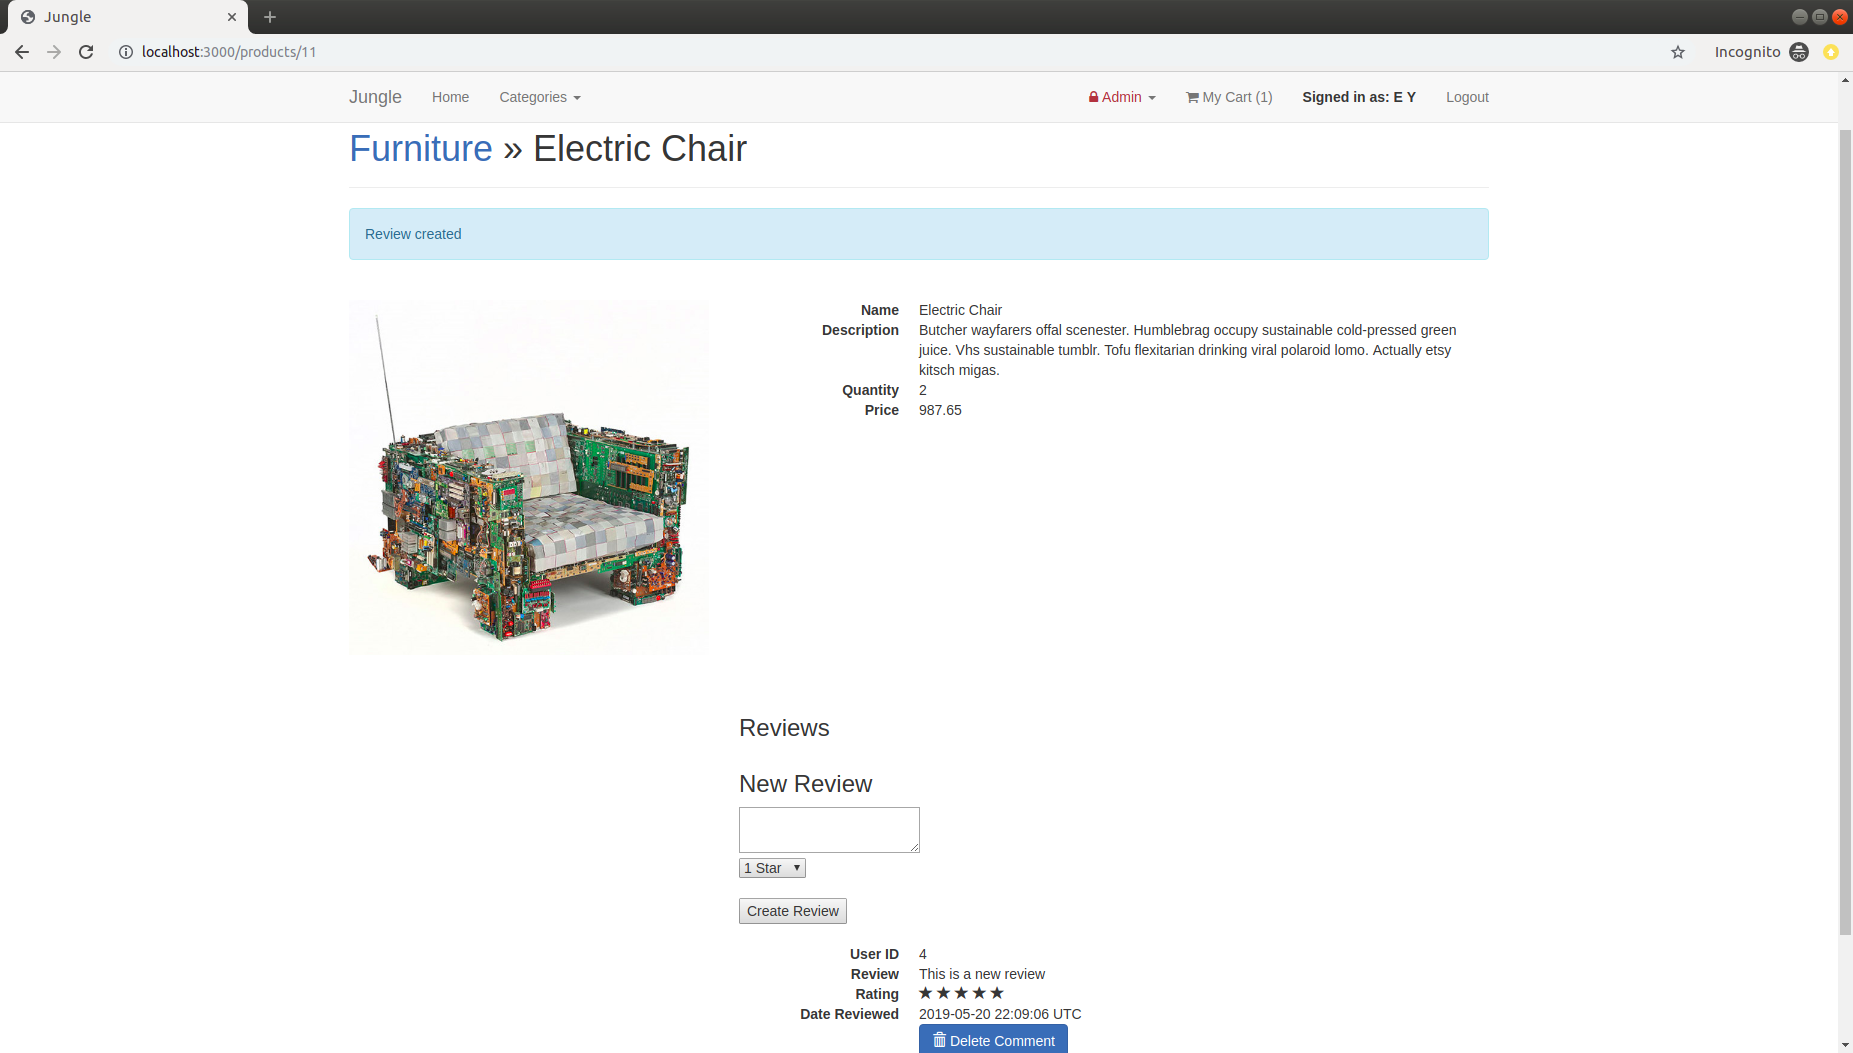 Jungle
localhost:3000/products/11
Incognito
Jungle Home Categories Admin My Cart (1) Signed in as: E Y Logout
Furniture » Electric Chair
Review created
Name Electric Chair
Description Butcher wayfarers offal scenester. Humblebrag occupy sustainable cold-pressed green
juice. Vhs sustainable tumblr. Tofu flexitarian drinking viral polaroid lomo. Actually etsy
kitsch migas.
Quantity 2
Price 987.65
Reviews
New Review
1 Star
Create Review
User ID 4
Review This is a new review
Rating ★★★★★
Date Reviewed 2019-05-20 22:09:06 UTC
Delete Comment